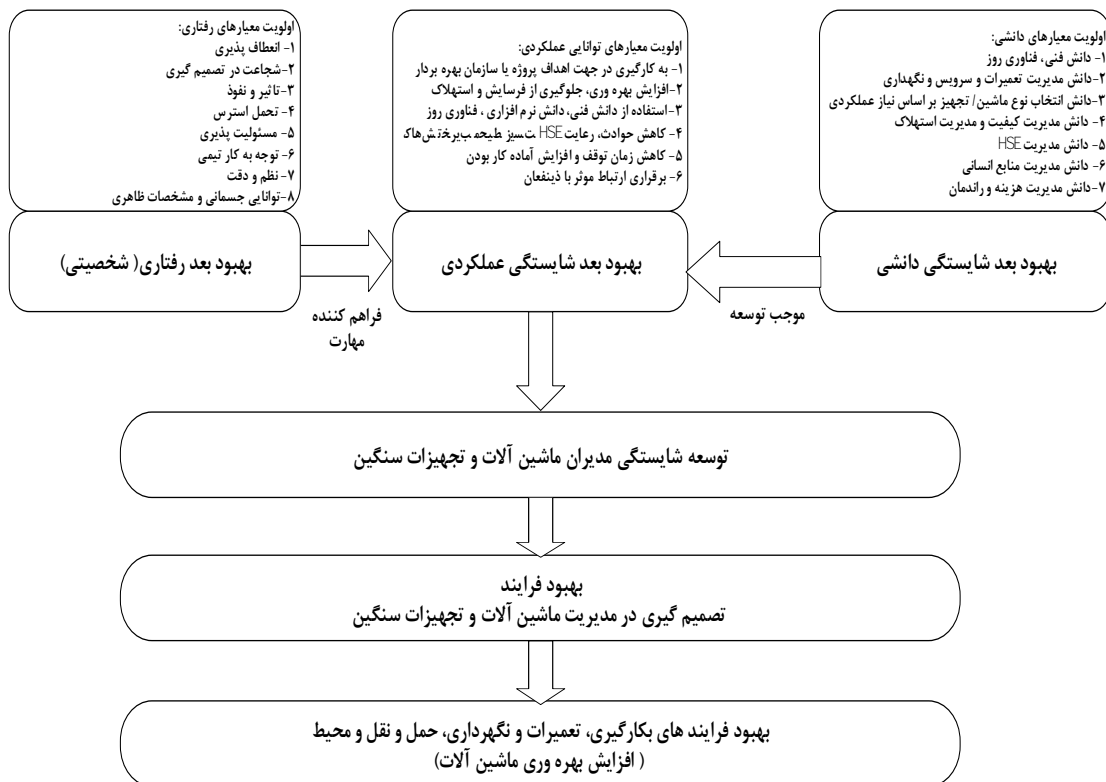 اولویت معیارهای دانشی:
۱- دانش فنی، فناوری روز
۲-دانش مدیریت تعمیرات و سرویس و نگهداری
۳-دانش انتخاب نوع ماشین/ تجهیز بر اساس نیاز عملکردی
۴- دانش مدیریت کیفیت و مدیریت استهلاک
۵- دانش مدیریت HSE
۶- دانش مدیریت منابع انسانی
۷-دانش مدیریت هزینه و راندمان
بهبود بعد شایستگی دانشی
اولویت معیارهای توانایی عملکردی:
۱- به کارگیری در جهت اهداف پروژه یا سازمان بهره بردار
۲-افزایش بهره وری، جلوگیری از فرسایش و استهلاک
۳-استفاده از دانش فنی، دانش نرم افزاری ، فناوری روز
۴- کاهش حوادث، رعایت HSE
۵- کاهش زمان توقف و افزایش آماده کار بودن
۶- برقراری ارتباط موثر با ذینفعان
بهبود بعد شایستگی عملکردی
اولویت معیارهای رفتاری:
۱- انعطاف پذیری
۲-شجاعت در تصمیم گیری
۳- تاثیر و نفوذ
۴- تحمل استرس
۵- مسئولیت پذیری
۶- توجه به کار تیمی
۷- نظم و دقت
۸-توانایی جسمانی و مشخصات ظاهری
بهبود بعد رفتاری( شخصیتی)
موجب توسعه
فراهم کننده
مهارت
توسعه شایستگی مدیران ماشین آلات و تجهیزات سنگین
بهبود فرایند
تصمیم گیری در مدیریت ماشین آلات و تجهیزات سنگین
بهبود فرایند های بکارگیری، تعمیرات و نگهرداری، حمل و نقل و محیط
( افزایش بهره وری ماشین آلات)